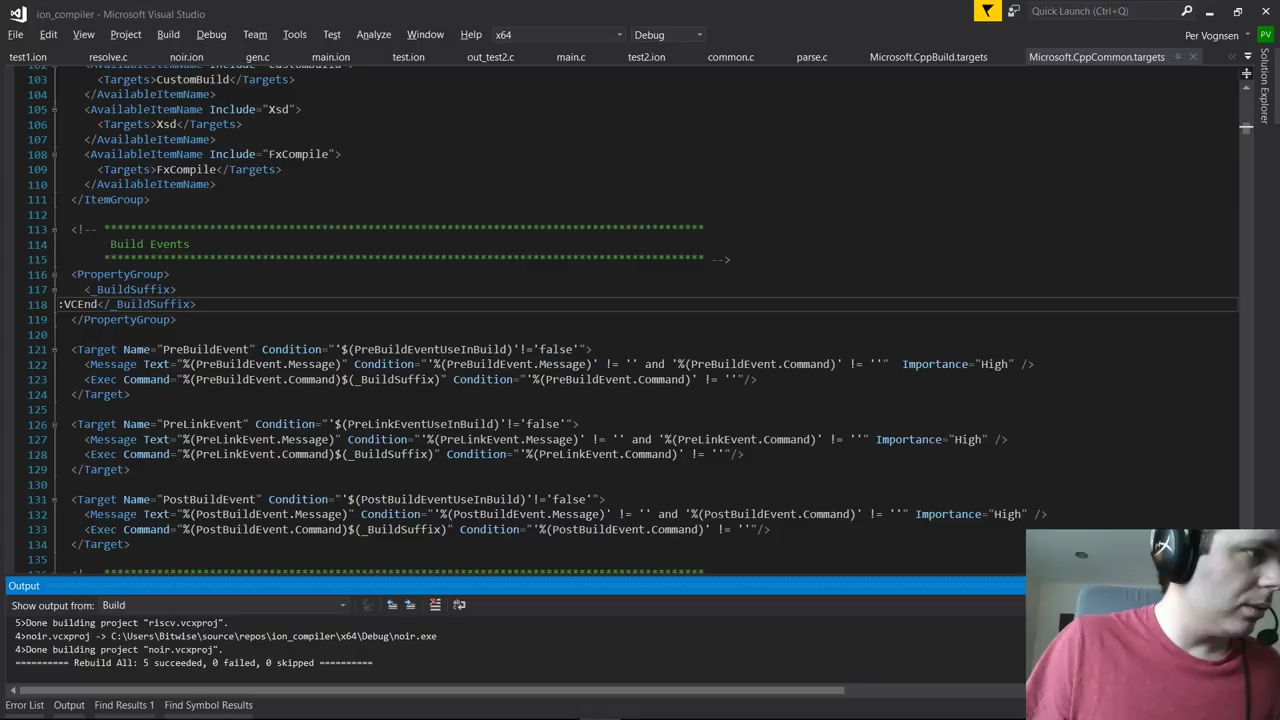 ion_compiler - Microsoft Visual Studio
Quick Launch (Ctrl+Q)
File Edit View Project Build Debug Team Tools Test Analyze Window Help x64 Debug
Per Vognsen PV
test1.ion resolve.c noir.ion gen.c main.ion test.ion out_test2.c main.c test2.ion common.c parse.c Microsoft.CppBuild.targets Microsoft.CppCommon.targets
Solution Explorer
103 <Targets>CustomBuild</Targets>
104 </AvailableItemName>
105 <AvailableItemName Include="Xsd">
106 <Targets>Xsd</Targets>
107 </AvailableItemName>
108 <AvailableItemName Include="FxCompile">
109 <Targets>FxCompile</Targets>
110 </AvailableItemName>
111 </ItemGroup>
112
113 <!-- *******************************************************************************************
114 Build Events
115 ******************************************************************************************* -->
116 <PropertyGroup>
117 <_BuildSuffix>
118 :VCEnd</_BuildSuffix>
119 </PropertyGroup>
120
121 <Target Name="PreBuildEvent" Condition="'$(PreBuildEventUseInBuild)'!='false'">
122 <Message Text="%(PreBuildEvent.Message)" Condition="'%(PreBuildEvent.Message)' != '' and '%(PreBuildEvent.Command)' != ''" Importance="High" />
123 <Exec Command="%(PreBuildEvent.Command)$(_BuildSuffix)" Condition="'%(PreBuildEvent.Command)' != ''"/>
124 </Target>
125
126 <Target Name="PreLinkEvent" Condition="'$(PreLinkEventUseInBuild)'!='false'">
127 <Message Text="%(PreLinkEvent.Message)" Condition="'%(PreLinkEvent.Message)' != '' and '%(PreLinkEvent.Command)' != ''" Importance="High" />
128 <Exec Command="%(PreLinkEvent.Command)$(_BuildSuffix)" Condition="'%(PreLinkEvent.Command)' != ''"/>
129 </Target>
130
131 <Target Name="PostBuildEvent" Condition="'$(PostBuildEventUseInBuild)'!='false'">
132 <Message Text="%(PostBuildEvent.Message)" Condition="'%(PostBuildEvent.Message)' != '' and '%(PostBuildEvent.Command)' != ''" Importance="High" />
133 <Exec Command="%(PostBuildEvent.Command)$(_BuildSuffix)" Condition="'%(PostBuildEvent.Command)' != ''"/>
134 </Target>
135
Output
Show output from: Build
5>Done building project "riscv.vcxproj".
4>noir.vcxproj -> C:\Users\Bitwise\source\repos\ion_compiler\x64\Debug\noir.exe
4>Done building project "noir.vcxproj".
========== Rebuild All: 5 succeeded, 0 failed, 0 skipped ==========
Error List Output Find Results 1 Find Symbol Results